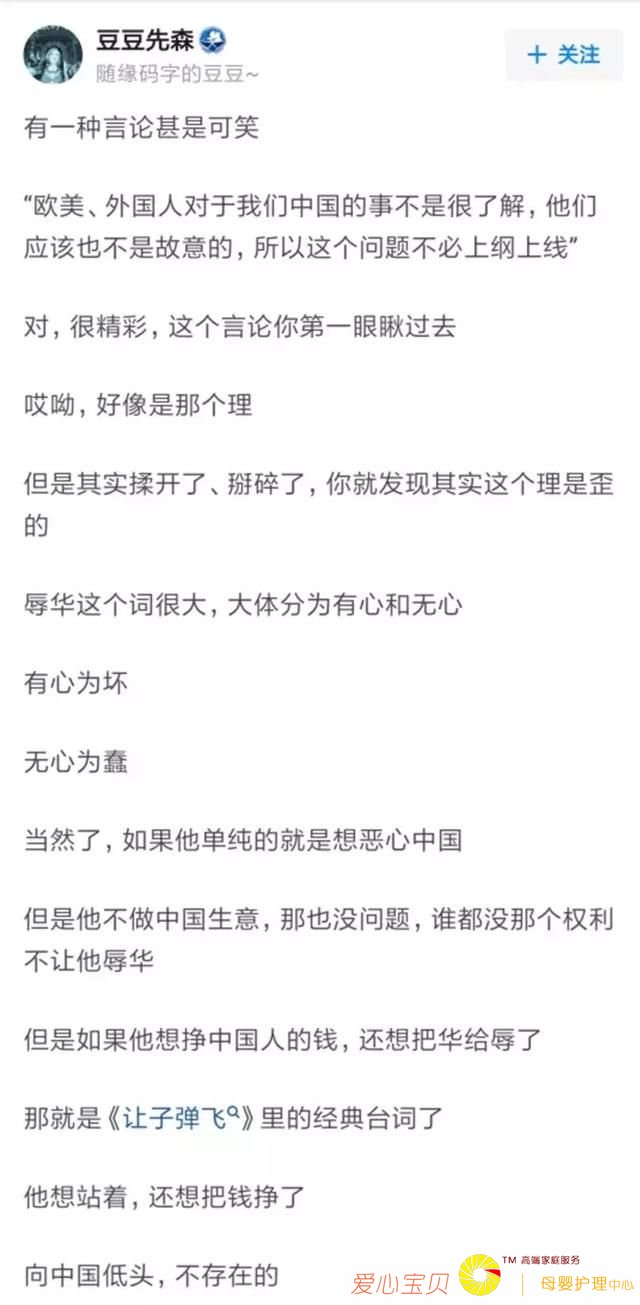 豆豆先森
随缘码字的豆豆~
+ 关注
有一种言论甚是可笑
“欧美、外国人对于我们中国的事不是很了解,他们
应该也不是故意的,所以这个问题不必上纲上线”
对,很精彩,这个言论你第一眼瞅过去
哎呦,好像是那个理
但是其实揉开了、掰碎了,你就发现其实这个理是歪
的
辱华这个词很大,大体分为有心和无心
有心为坏
无心为蠢
当然了,如果他单纯的就是想恶心中国
但是他不做中国生意,那也没问题,谁都没那个权利
不让他辱华
但是如果他想挣中国人的钱,还想把华给辱了
那就是《让子弹飞》里的经典台词了
他想站着,还想把钱挣了
向中国低头,不存在的
爱心宝贝
TM 高端家庭服务
母婴护理中心